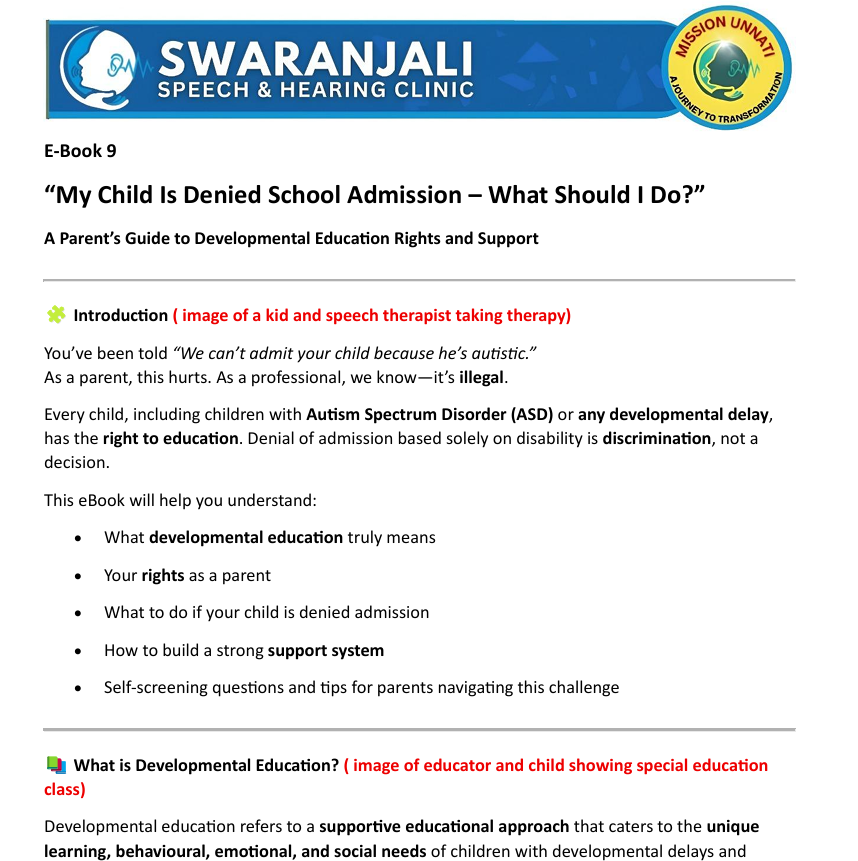 SWARANJALI
SPEECH & HEARING CLINIC
MISSION UNNATI
A JOURNEY TO TRANSFORMATION
E-Book 9
“My Child Is Denied School Admission – What Should I Do?”
A Parent’s Guide to Developmental Education Rights and Support
Introduction ( image of a kid and speech therapist taking therapy)
You’ve been told “We can’t admit your child because he’s autistic.”
As a parent, this hurts. As a professional, we know—it’s illegal.
Every child, including children with Autism Spectrum Disorder (ASD) or any developmental delay,
has the right to education. Denial of admission based solely on disability is discrimination, not a
decision.
This eBook will help you understand:
• What developmental education truly means
• Your rights as a parent
• What to do if your child is denied admission
• How to build a strong support system
• Self-screening questions and tips for parents navigating this challenge
What is Developmental Education? ( image of educator and child showing special education
class)
Developmental education refers to a supportive educational approach that caters to the unique
learning, behavioural, emotional, and social needs of children with developmental delays and